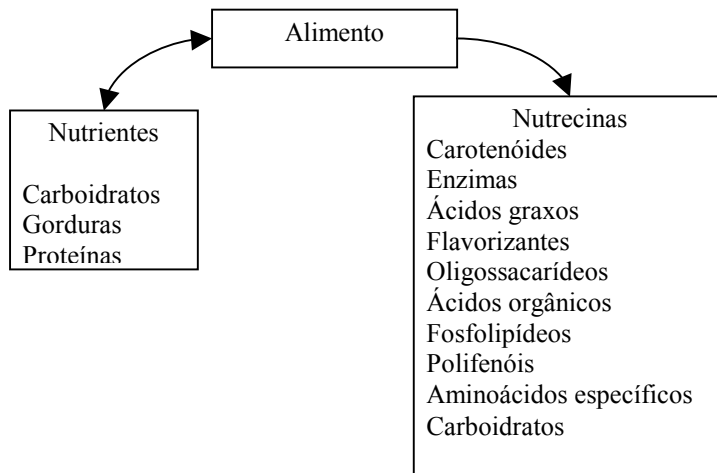 Alimento
Nutrientes
Carboidratos
Gorduras
Proteínas
Nutrecinas
Carotenóides
Enzimas
Ácidos graxos
Flavorizantes
Oligossacarídeos
Ácidos orgânicos
Fosfolipídeos
Polifenóis
Aminoácidos específicos
Carboidratos